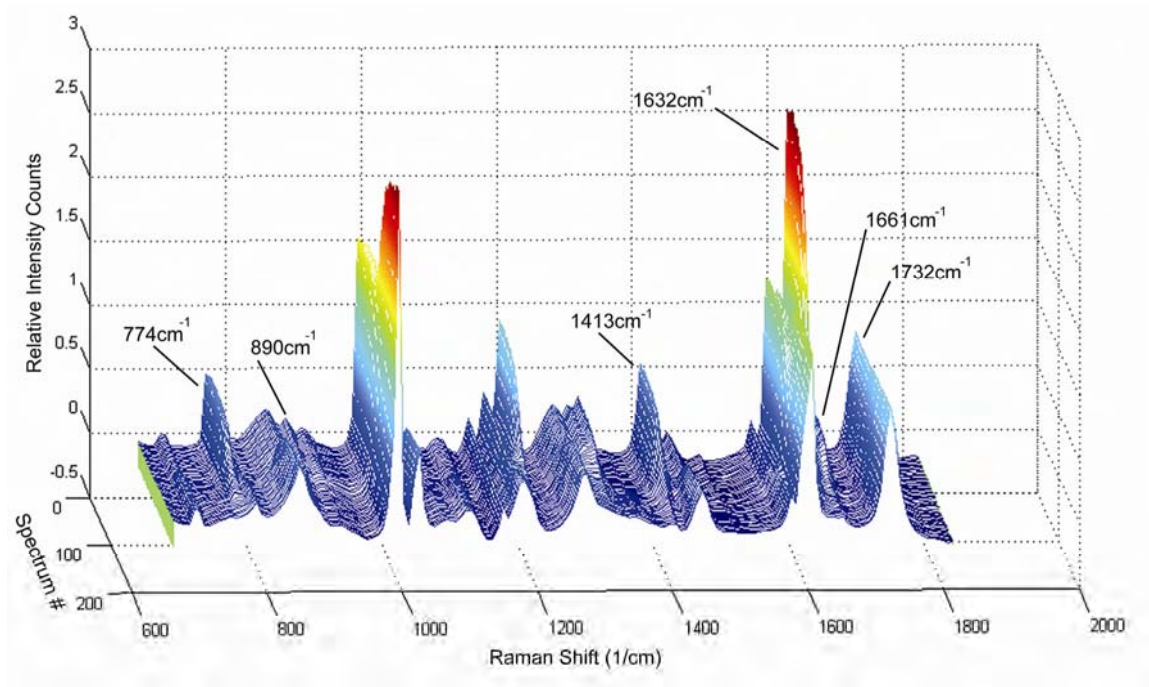 3
2.5
2
1.5
1
0.5
0
-0.5
Relative Intensity Counts
0
100
200
Spectrum #
600
800
1000
1200
1400
1600
1800
2000
Raman Shift (1/cm)
774cm⁻¹
890cm⁻¹
1413cm⁻¹
1632cm⁻¹
1661cm⁻¹
1732cm⁻¹